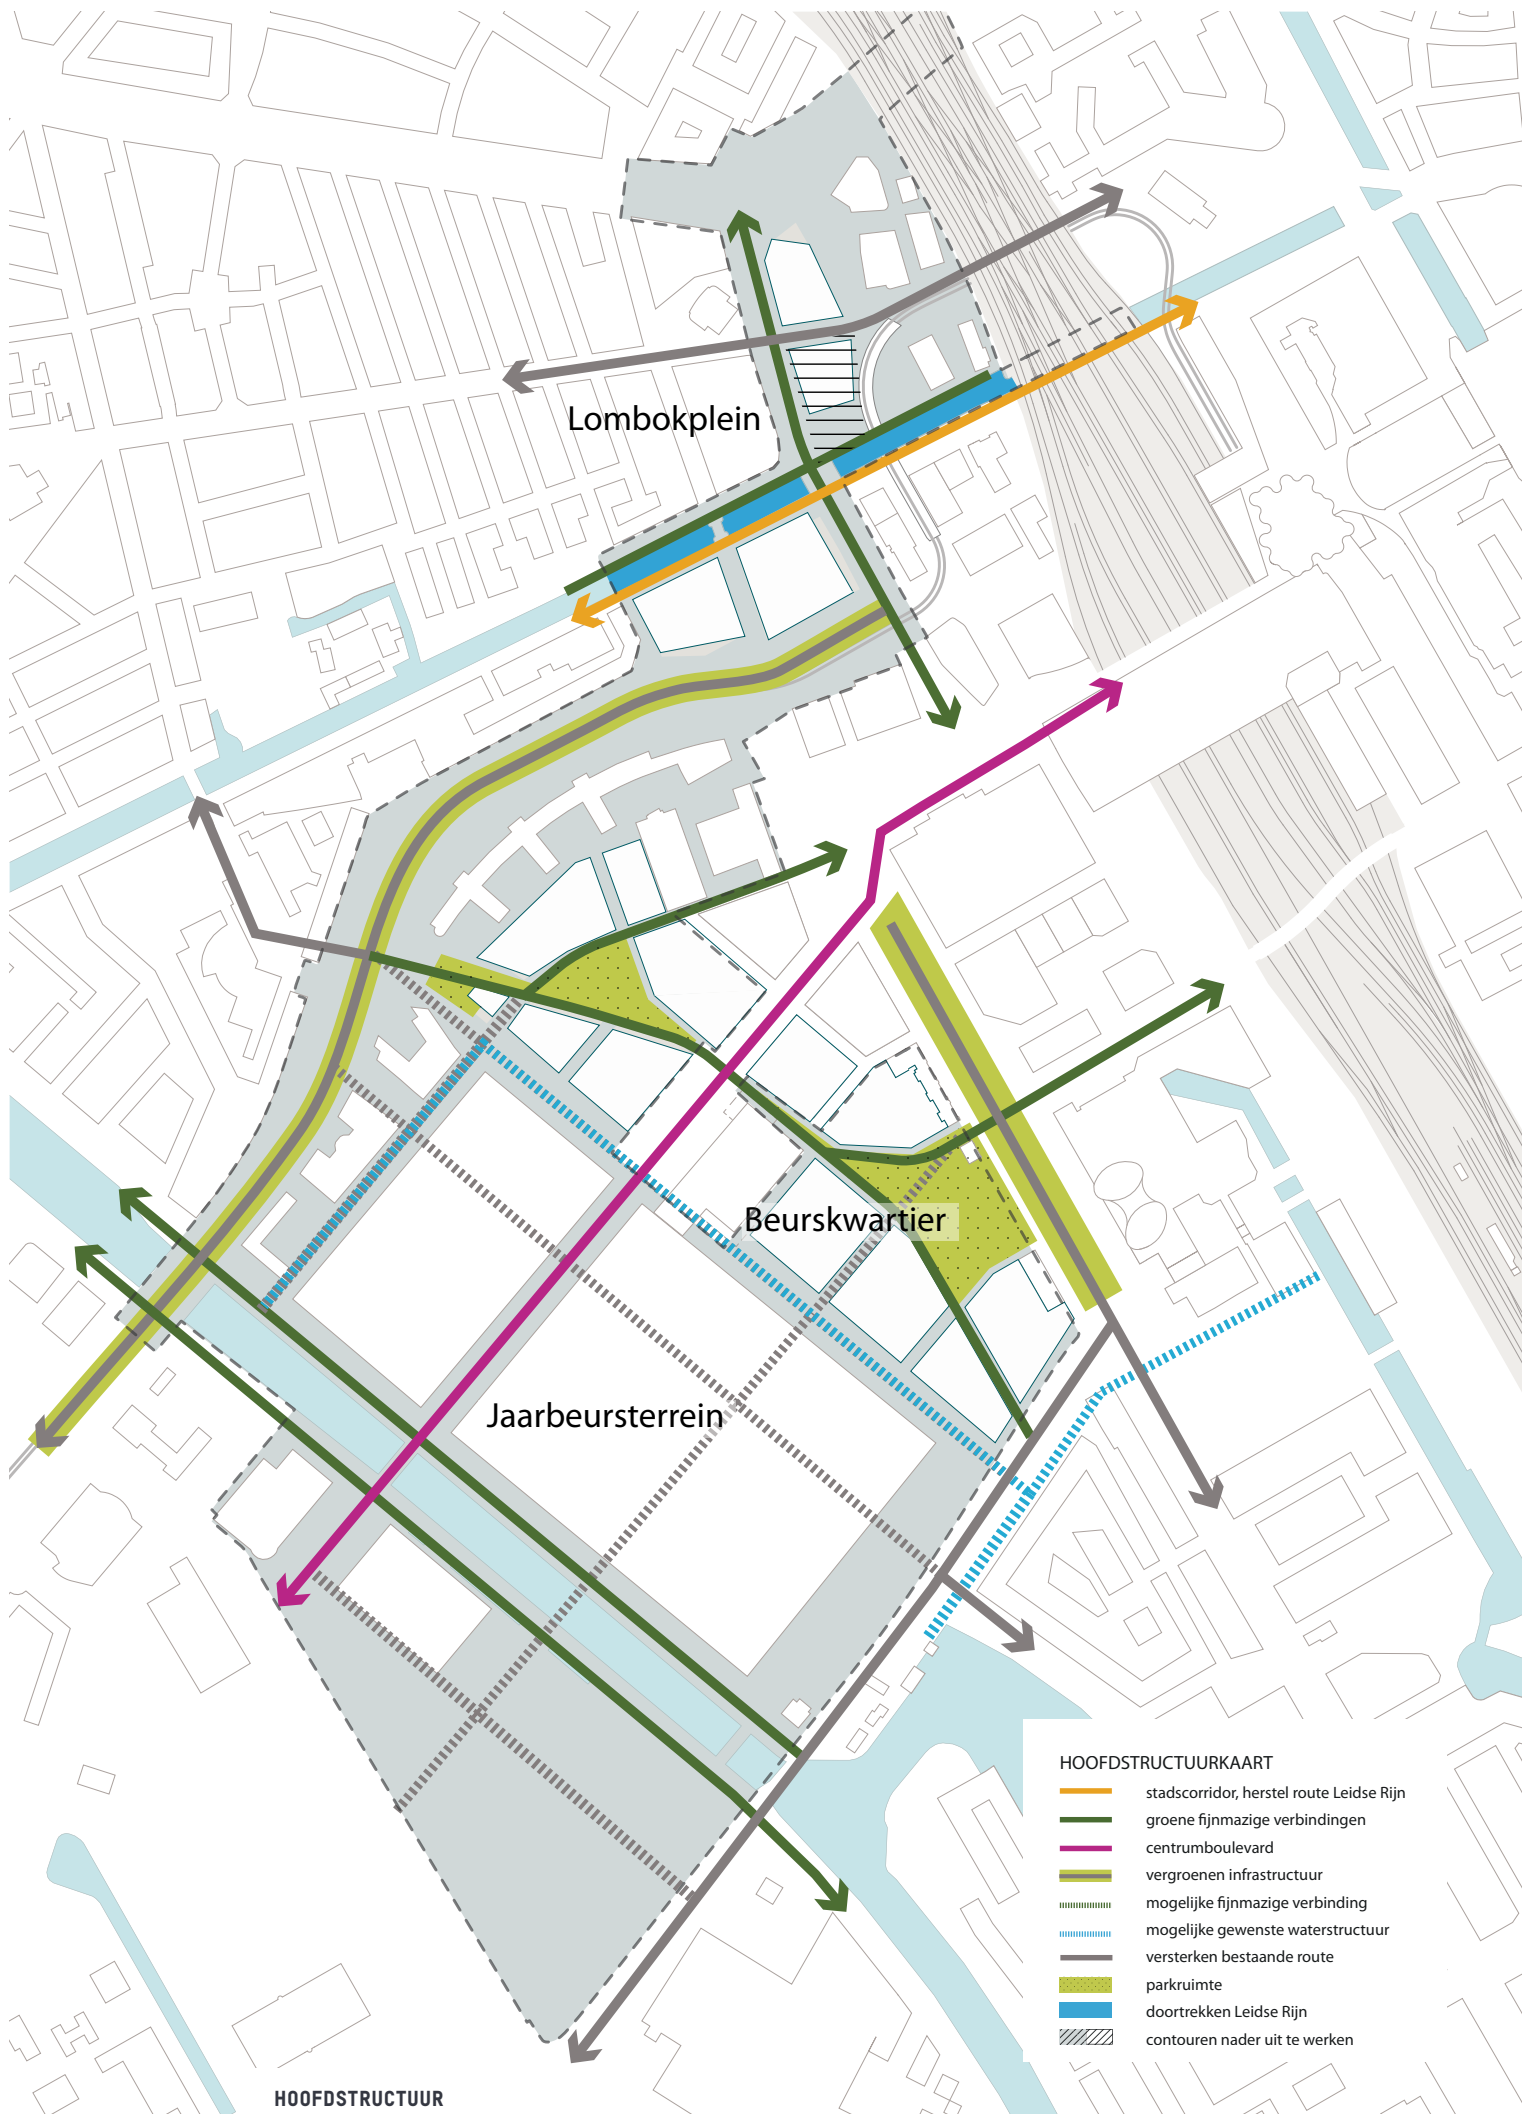 Lombokplein
Beurskwartier
Jaarbeursterrein
HOOFDSTRUCTUURKAART
stadscorridor, herstel route Leidse Rijn
groene fijnmazige verbindingen
centrumboulevard
vergroenen infrastructuur
mogelijke fijnmazige verbinding
mogelijke gewenste waterstructuur
versterken bestaande route
parkruimte
doortrekken Leidse Rijn
contouren nader uit te werken
HOOFDSTRUCTUUR